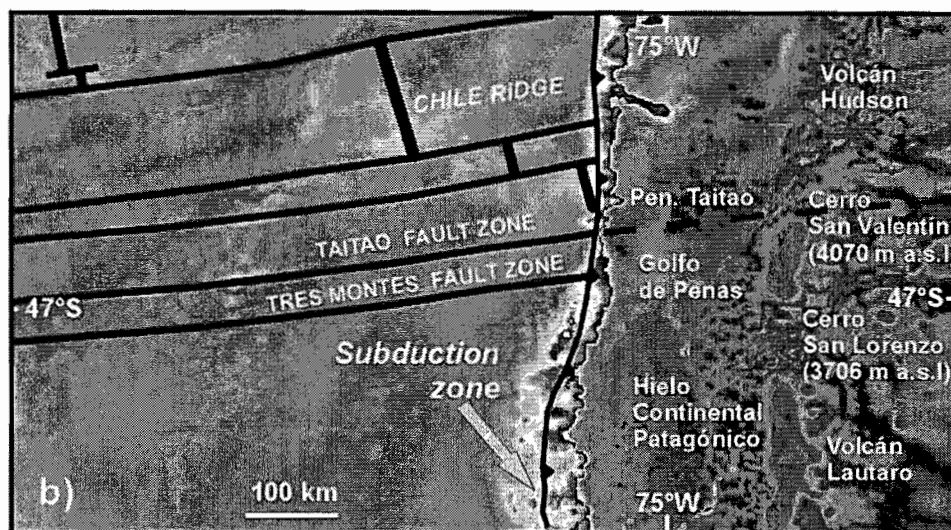 75°W
Volcán
Hudson
CHILE RIDGE
Pen. Taitao
Cerro
San Valentín
(4070 m a.s.l
TAITAO FAULT ZONE
TRES MONTES FAULT ZONE
Golfo
de Penas
47°S
47°S
Cerro
San Lorenzo
(3706 m a.s.l)
Subduction
zone
Hielo
Continental
Patagónico
Volcán
Lautaro
b)
100 km
75°W